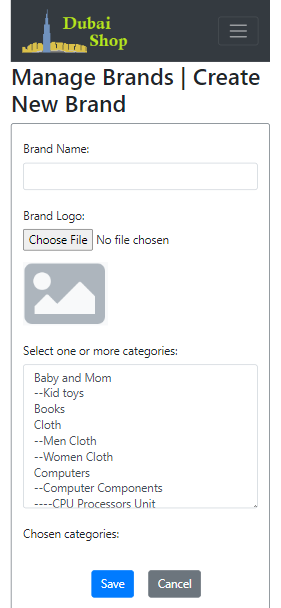 Dubai
Shop
Manage Brands | Create
New Brand
Brand Name:
Brand Logo:
Choose File No file chosen
Select one or more categories:
Baby and Mom
--Kid toys
Books
Cloth
--Men Cloth
--Women Cloth
Computers
--Computer Components
----CPU Processors Unit
Chosen categories:
Save Cancel